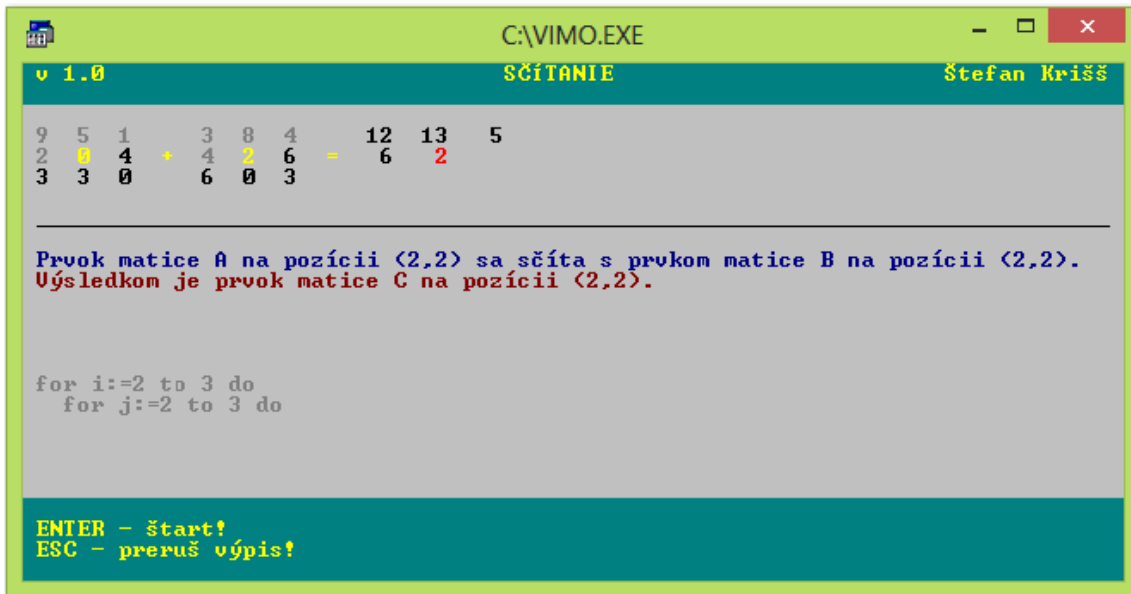 C:\VIMO.EXE
v 1.0 SČÍTANIE Štefan Krišš
9 5 1 3 8 4 12 13 5
2 0 4 + 4 2 6 = 6 2
3 3 0 6 0 3
Prvok matice A na pozícii (2,2) sa sčíta s prvkom matice B na pozícii (2,2).
Výsledkom je prvok matice C na pozícii (2,2).
for i:=2 to 3 do
for j:=2 to 3 do
ENTER - štart!
ESC - preruš výpis!